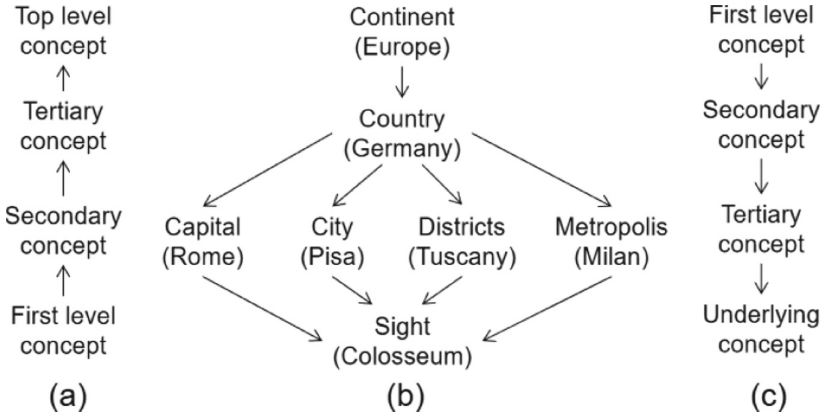 Top level
concept
Tertiary
concept
Secondary
concept
First level
concept
(a)
Continent
(Europe)
Country
(Germany)
Capital
(Rome)
City
(Pisa)
Districts
(Tuscany)
Metropolis
(Milan)
Sight
(Colosseum)
(b)
First level
concept
Secondary
concept
Tertiary
concept
Underlying
concept
(c)